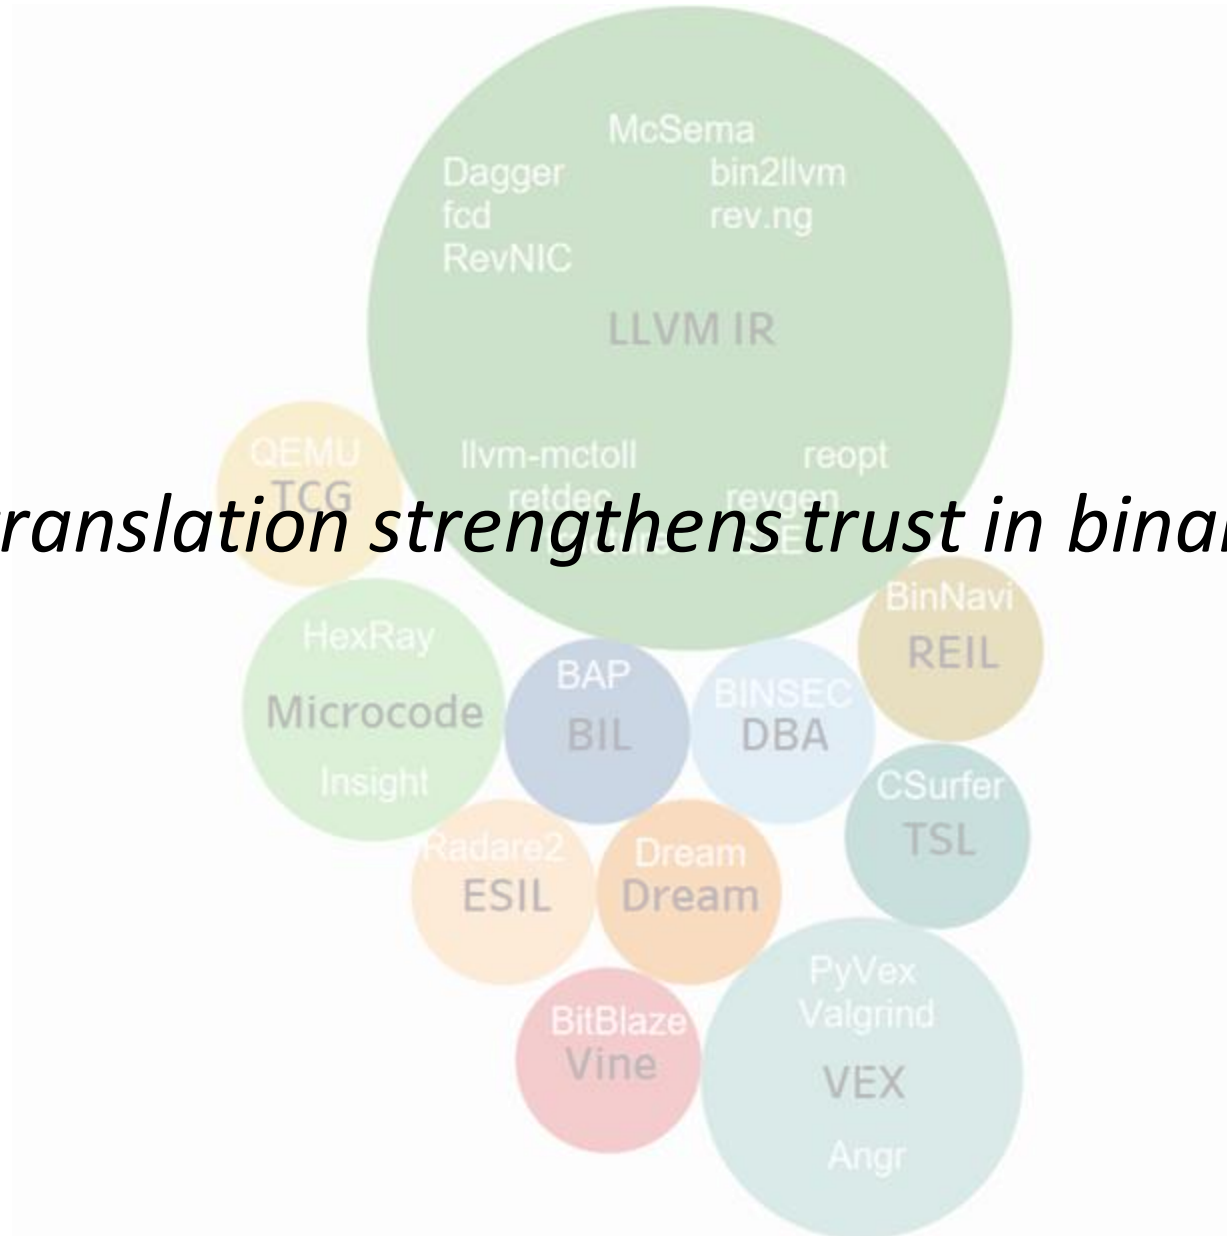 McSema
Dagger bin2llvm
fcd rev.ng
RevNIC
LLVM IR
QEMU
TCG
llvm-mctoll reopt
retdec revgen
ranslation strengthens trust in bina
BinNavi
REIL
HexRay
Microcode
Insight
BAP
BIL
BINSEC
DBA
CSurfer
TSL
Radare2
ESIL
Dream
Dream
PyVex
Valgrind
VEX
Angr
BitBlaze
Vine